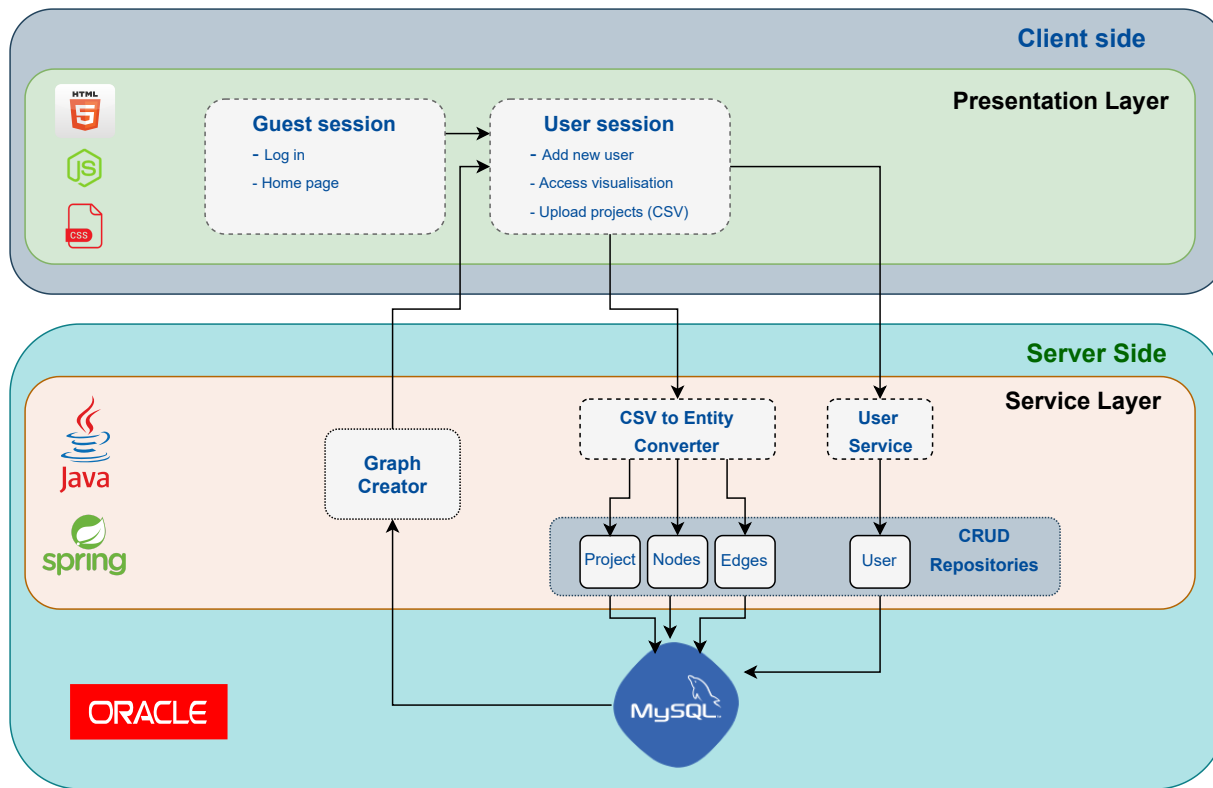 Client side
Presentation Layer
HTML
5
JS
CSS
Guest session
- Log in
- Home page
User session
- Add new user
- Access visualisation
- Upload projects (CSV)
Server Side
Service Layer
Java
spring
Graph
Creator
CSV to Entity
Converter
User
Service
Project
Nodes
Edges
User
CRUD
Repositories
ORACLE
MySQL